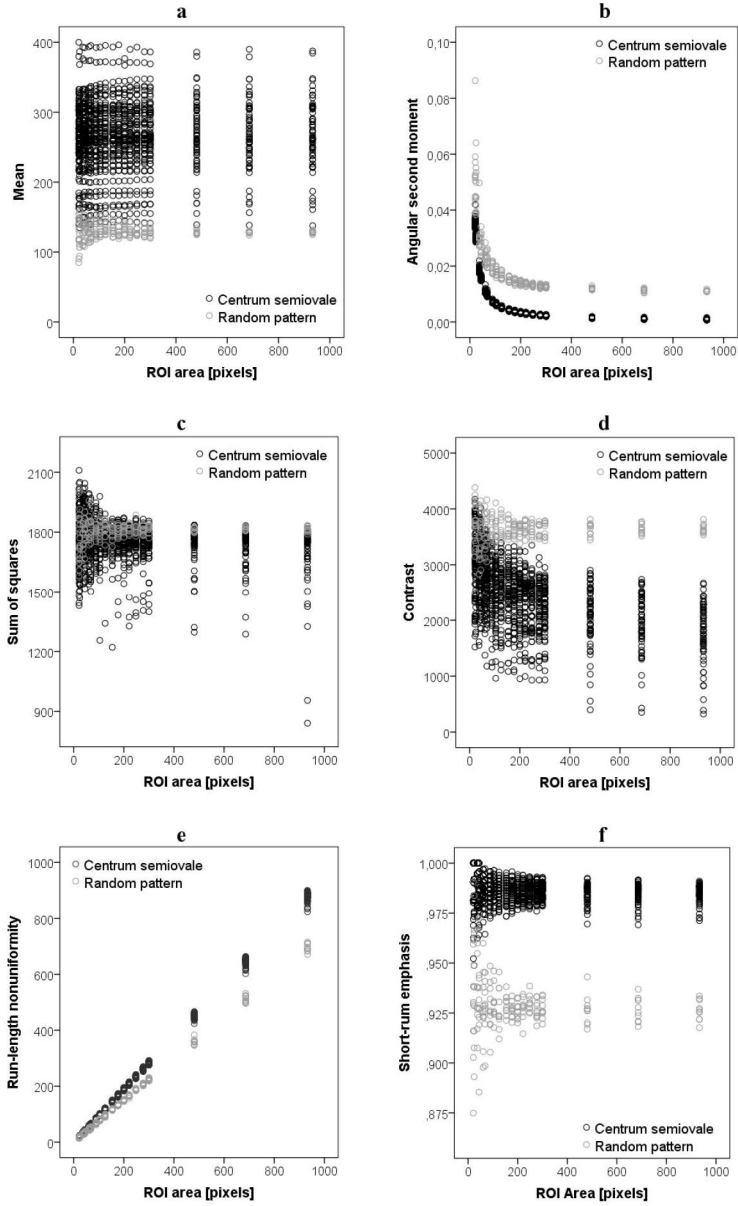 a
400
300
200
100
0
Mean
Centrum semiovale
Random pattern
0 200 400 600 800 1000
ROI area [pixels]
b
0,10
0,08
0,06
0,04
0,02
0,00
Angular second moment
Centrum semiovale
Random pattern
0 200 400 600 800 1000
ROI area [pixels]
c
2100
1800
1500
1200
900
Sum of squares
Centrum semiovale
Random pattern
0 200 400 600 800 1000
ROI area [pixels]
d
5000
4000
3000
2000
1000
0
Contrast
Centrum semiovale
Random pattern
0 200 400 600 800 1000
ROI area [pixels]
e
1000
800
600
400
200
0
Run-length nonuniformity
Centrum semiovale
Random pattern
0 200 400 600 800 1000
ROI area [pixels]
f
1,000
,975
,950
,925
,900
,875
Short-rum emphasis
Centrum semiovale
Random pattern
0 200 400 600 800 1000
ROI Area [pixels]